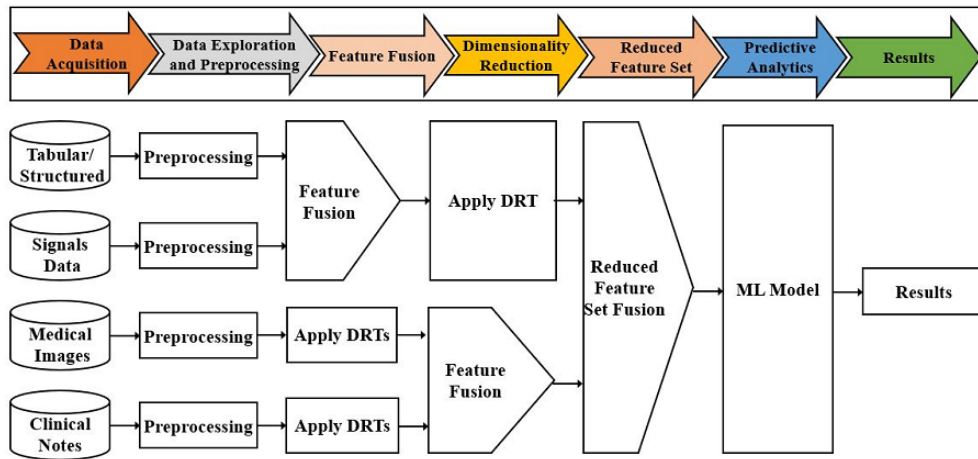 Data
Acquisition
Data Exploration
and Preprocessing
Feature Fusion
Dimensionality
Reduction
Reduced
Feature Set
Predictive
Analytics
Results
Tabular/
Structured
Preprocessing
Signals
Data
Preprocessing
Feature
Fusion
Apply DRT
Medical
Images
Preprocessing
Apply DRTs
Clinical
Notes
Preprocessing
Apply DRTs
Feature
Fusion
Reduced
Feature
Set Fusion
ML Model
Results